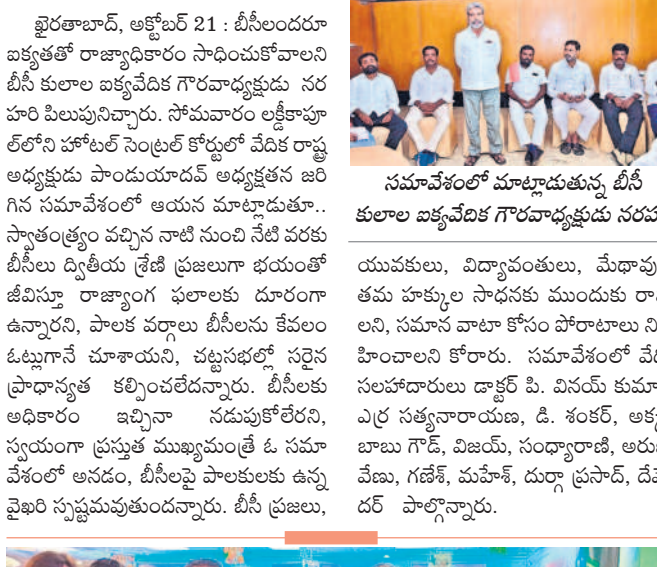 ఖైరతాబాద్, అక్టోబర్ 21 : బీసీలందరూ
ఐక్యతతో రాజ్యాధికారం సాధించుకోవాలని
బీసీ కులాల ఐక్యవేదిక గౌరవాధ్యక్షుడు నర
హరి పిలుపునిచ్చారు. సోమవారం లక్డీకాపూ
ల్‌లోని హోటల్ సెంట్రల్ కోర్టులో వేదిక రాష్ట్ర
అధ్యక్షుడు పాండుయాదవ్ అధ్యక్షతన జరి
గిన సమావేశంలో ఆయన మాట్లాడుతూ..
స్వాతంత్ర్యం వచ్చిన నాటి నుంచి నేటి వరకు
బీసీలు ద్వితీయ శ్రేణి ప్రజలుగా భయంతో
జీవిస్తూ రాజ్యాంగ ఫలాలకు దూరంగా
ఉన్నారని, పాలక వర్గాలు బీసీలను కేవలం
ఓట్లుగానే చూశాయని, చట్టసభల్లో సరైన
ప్రాధాన్యత కల్పించలేదన్నారు. బీసీలకు
అధికారం ఇచ్చినా నడుపుకోలేరని,
స్వయంగా ప్రస్తుత ముఖ్యమంత్రే ఓ సమా
వేశంలో అనడం, బీసీలపై పాలకులకు ఉన్న
వైఖరి స్పష్టమవుతుందన్నారు. బీసీ ప్రజలు,
సమావేశంలో మాట్లాడుతున్న బీసీ
కులాల ఐక్యవేదిక గౌరవాధ్యక్షుడు
యువకులు, విద్యావంతులు,
తమ హక్కుల సాధనకు ముందుకు
లని, సమాన వాటా కోసం పోరాటాలు
హించాలని కోరారు. సమావేశంలో
సలహాదారులు డాక్టర్ పి. వినయ్
ఎర్ర సత్యనారాయణ, డి. శంకర్,
బాబు గౌడ్, విజయ్, సంధ్యారాణి,
వేణు, గణేశ్, మహేశ్, దుర్గా ప్రసాద్,
దర్ పాల్గొన్నారు.